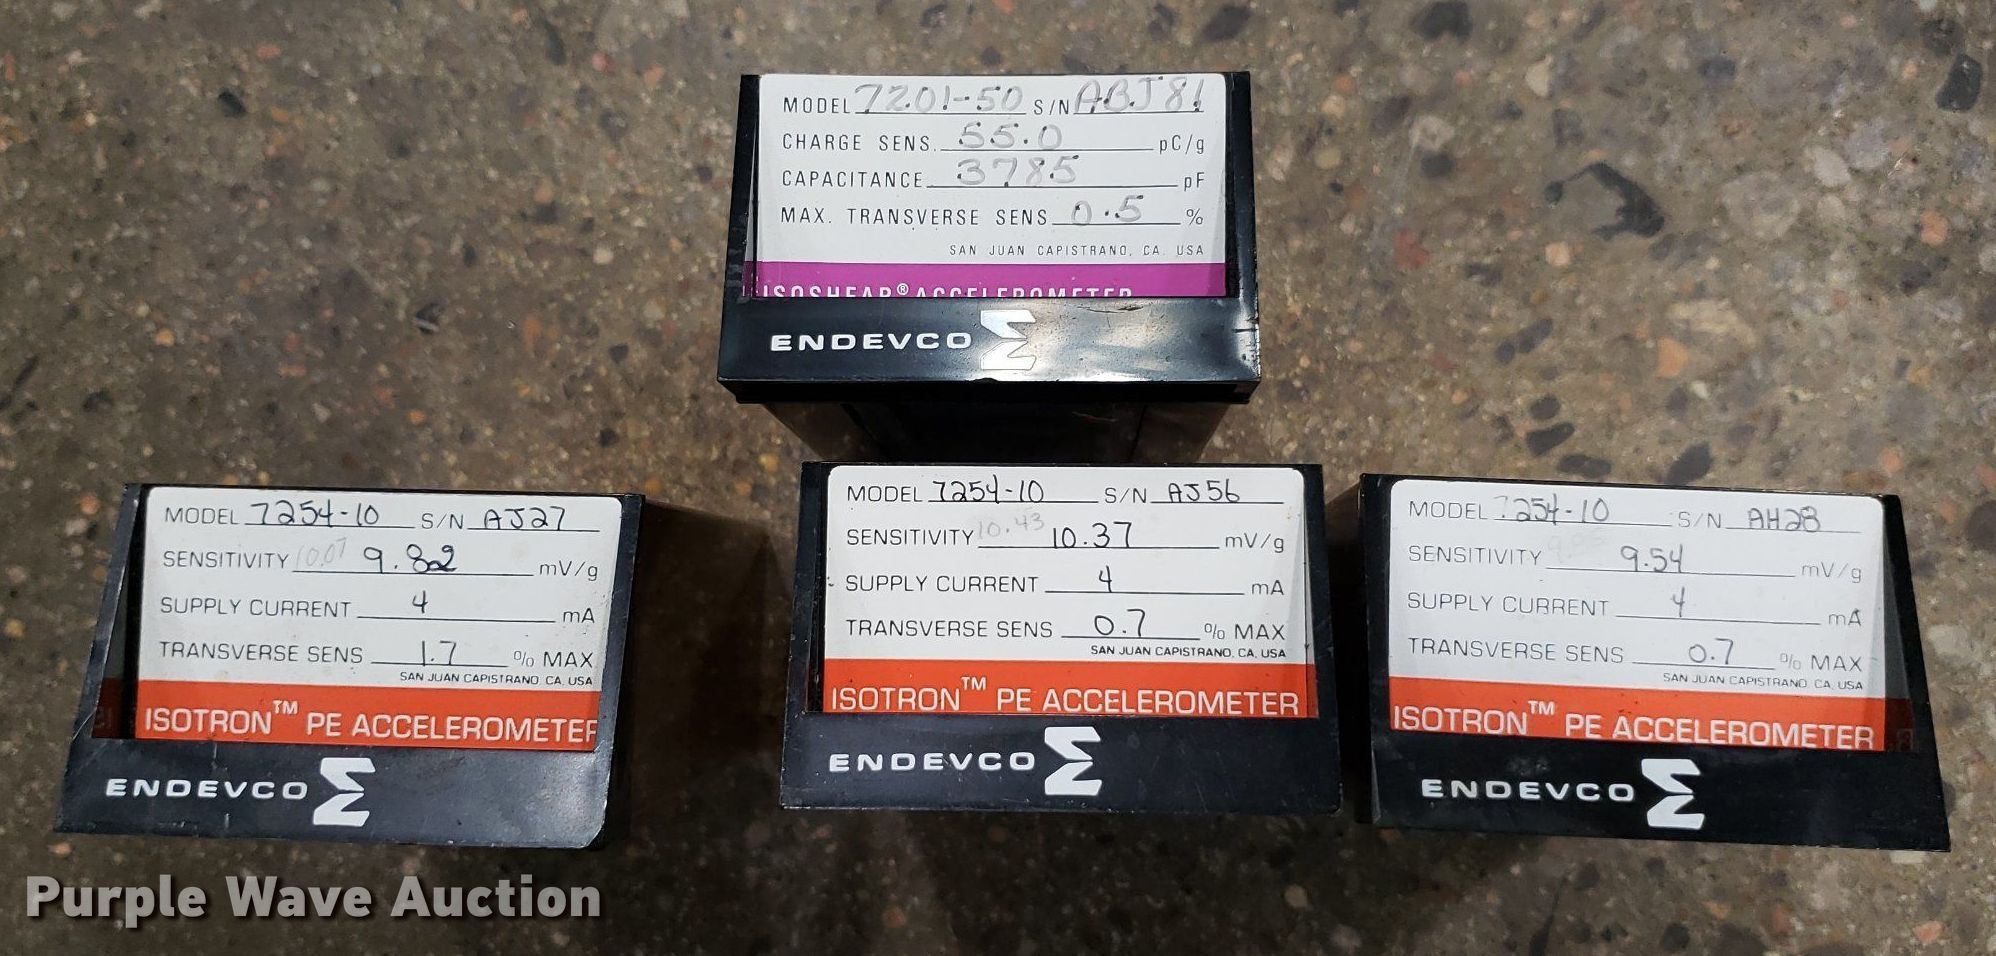 MODEL 7201-50 S/N ABJ81
CHARGE SENS. 55.0 pC/g
CAPACITANCE 3785 pF
MAX. TRANSVERSE SENS 0.5 %
SAN JUAN CAPISTRANO, CA. USA
ISOSHEAR® ACCELEROMETER
ENDEVCO
MODEL 7254-10 S/N AJ27
SENSITIVITY 10.07 9.82 mV/g
SUPPLY CURRENT 4 mA
TRANSVERSE SENS 1.7 % MAX
SAN JUAN CAPISTRANO, CA. USA
ISOTRON™ PE ACCELEROMETER
ENDEVCO
MODEL 7254-10 S/N AJ56
SENSITIVITY 10.43 10.37 mV/g
SUPPLY CURRENT 4 mA
TRANSVERSE SENS 0.7 % MAX
SAN JUAN CAPISTRANO, CA. USA
ISOTRON™ PE ACCELEROMETER
ENDEVCO
MODEL 7254-10 S/N AH28
SENSITIVITY 9.54 mV/g
SUPPLY CURRENT 4 mA
TRANSVERSE SENS 0.7 % MAX
SAN JUAN CAPISTRANO, CA. USA
ISOTRON™ PE ACCELEROMETER
ENDEVCO
Purple Wave Auction